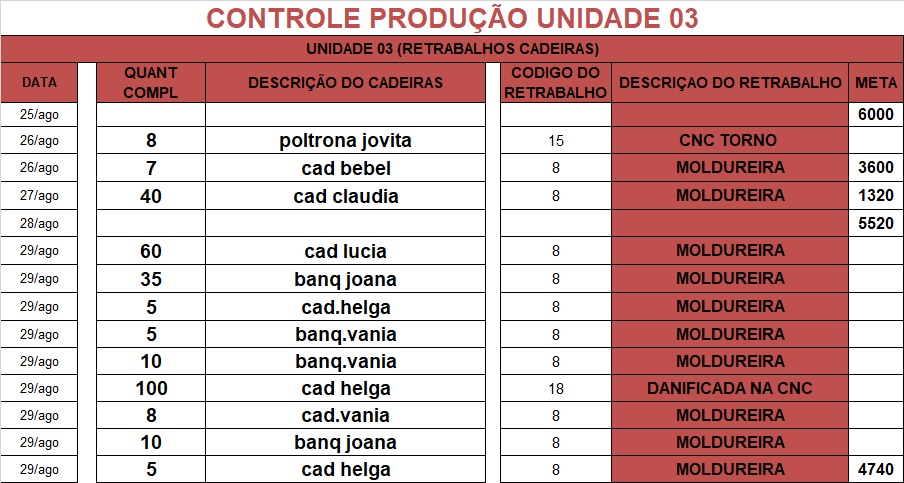 CONTROLE PRODUÇÃO UNIDADE 03
UNIDADE 03 (RETRABALHOS CADEIRAS)
DATA QUANT COMPL DESCRIÇÃO DO CADEIRAS CODIGO DO RETRABALHO DESCRIÇAO DO RETRABALHO META
25/ago 6000
26/ago 8 poltrona jovita 15 CNC TORNO
26/ago 7 cad bebel 8 MOLDUREIRA 3600
27/ago 40 cad claudia 8 MOLDUREIRA 1320
28/ago 5520
29/ago 60 cad lucia 8 MOLDUREIRA
29/ago 35 banq joana 8 MOLDUREIRA
29/ago 5 cad.helga 8 MOLDUREIRA
29/ago 5 banq.vania 8 MOLDUREIRA
29/ago 10 banq.vania 8 MOLDUREIRA
29/ago 100 cad helga 18 DANIFICADA NA CNC
29/ago 8 cad.vania 8 MOLDUREIRA
29/ago 10 banq joana 8 MOLDUREIRA
29/ago 5 cad helga 8 MOLDUREIRA 4740